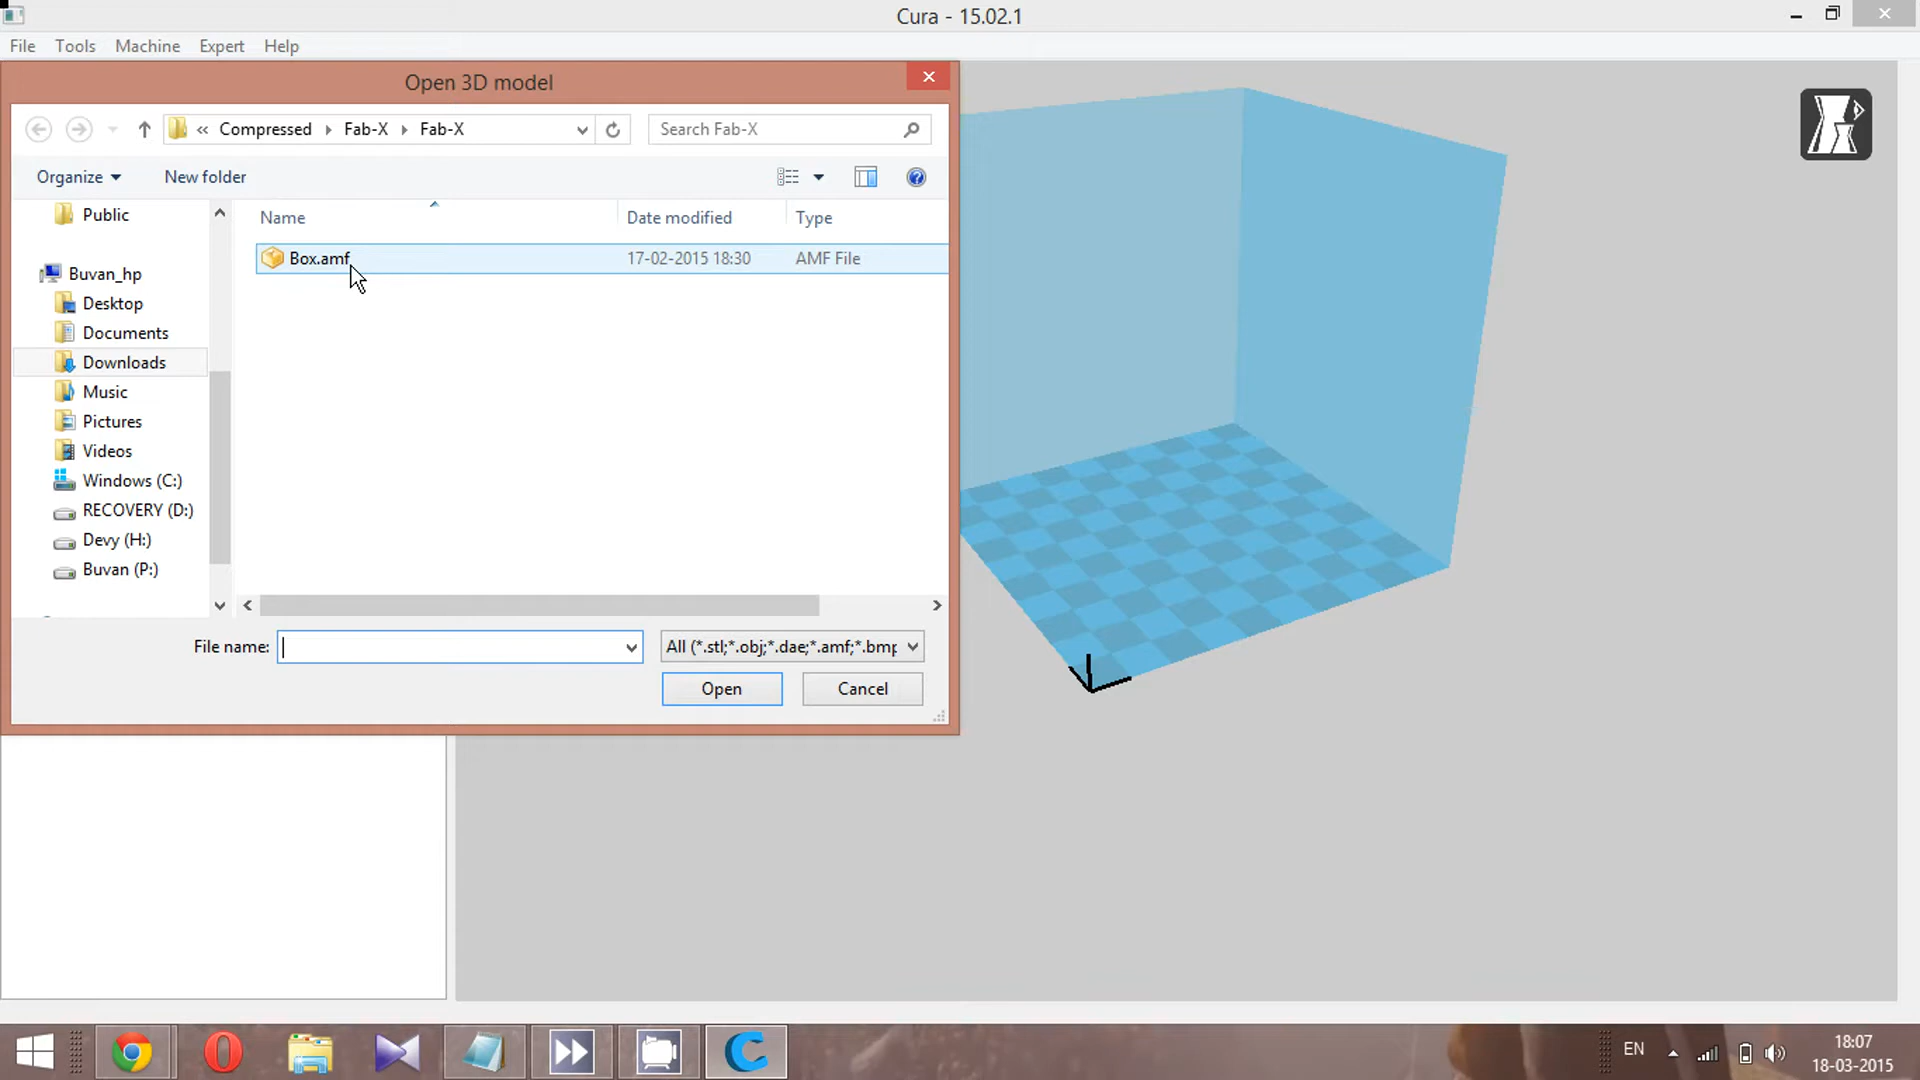 Cura - 15.02.1
File Tools Machine Expert Help
Open 3D model
« Compressed Fab-X Fab-X
Search Fab-X
Organize New folder
Name Date modified Type
Public
Box.amf 17-02-2015 18:30 AMF File
Buvan_hp
Desktop
Documents
Downloads
Music
Pictures
Videos
Windows (C:)
RECOVERY (D:)
Devy (H:)
Buvan (P:)
File name:
All (*.stl;*.obj;*.dae;*.amf;*.bmp
Open Cancel
EN
18:07
18-03-2015